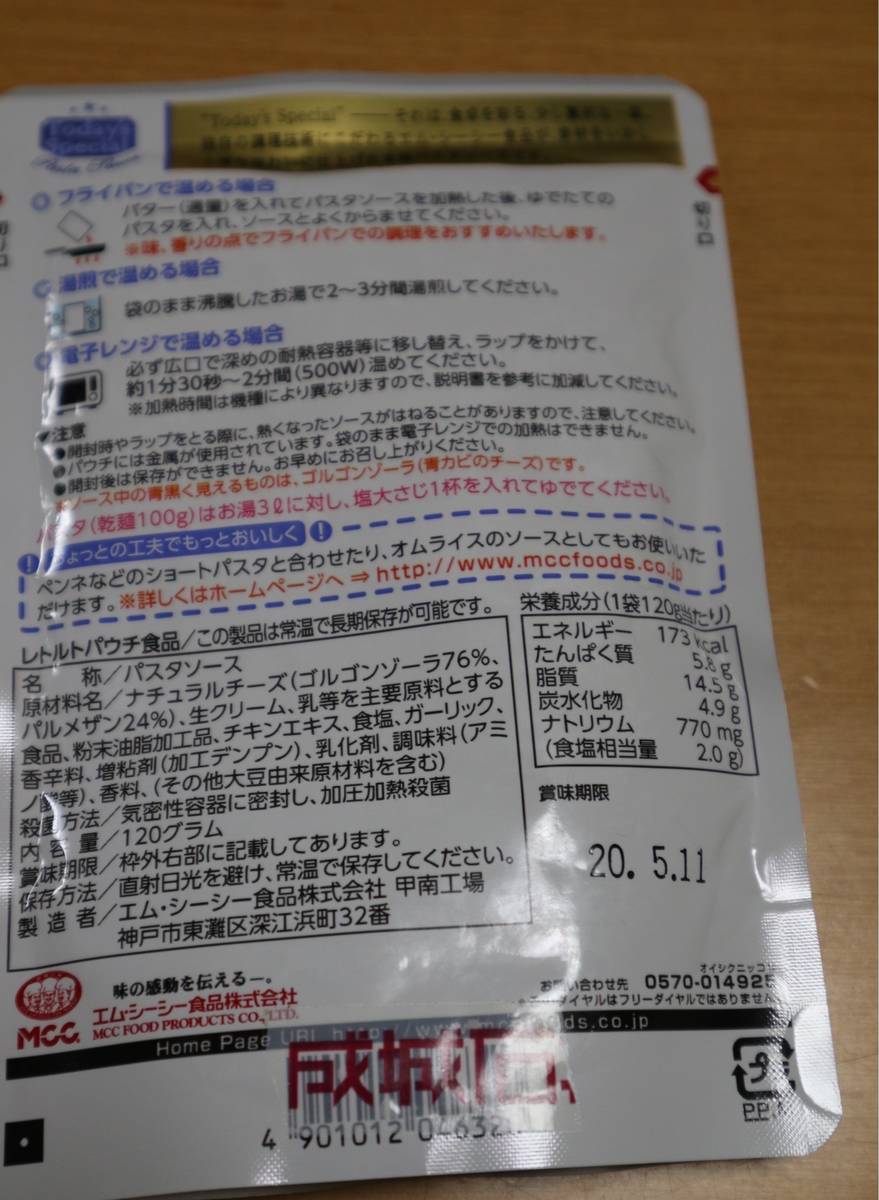 Today's
Special
"Today's Special"
フライパンで温める場合
バター(適量)を入れてパスタソースを加熱した後、ゆでたての
パスタを入れ、ソースとよくからませてください。
※味、香りの点でフライパンでの調理をおすすめいたします。
切り口
湯煎で温める場合
袋のまま沸騰したお湯で2〜3分間湯煎してください。
電子レンジで温める場合
必ず広口で深めの耐熱容器等に移し替え、ラップをかけて、
約1分30秒〜2分間(500W)温めてください。
※加熱時間は機種により異なりますので、説明書を参考に加減してください。
▼注意
●開封時やラップをとる際に、熱くなったソースがはねることがありますので、注意してください。
●パウチには金属が使用されています。袋のまま電子レンジでの加熱はできません。
●開封後は保存ができません。お早めにお召し上がりください。
ソース中の青黒く見えるものは、ゴルゴンゾーラ(青カビのチーズ)です。
パスタ(乾麺100g)はお湯3ℓに対し、塩大さじ1杯を入れてゆでてください。
ちょっとの工夫でもっとおいしく!
ペンネなどのショートパスタと合わせたり、オムライスのソースとしてもお使いいた
だけます。※詳しくはホームページへ⇒http://www.mccfoods.co.jp
レトルトパウチ食品/この製品は常温で長期保存が可能です。
名称/パスタソース
原材料名/ナチュラルチーズ(ゴルゴンゾーラ76%、
パルメザン24%)、生クリーム、乳等を主要原料とする
食品、粉末油脂加工品、チキンエキス、食塩、ガーリック、
香辛料、増粘剤(加工デンプン)、乳化剤、調味料(アミ
ノ酸等)、香料、(その他大豆由来原材料を含む)
殺菌方法/気密性容器に密封し、加圧加熱殺菌
内容量/120グラム
賞味期限/枠外右部に記載してあります。
保存方法/直射日光を避け、常温で保存してください。
製造者/エム・シーシー食品株式会社 甲南工場
神戸市東灘区深江浜町32番
栄養成分(1袋120g当たり)
エネルギー 173 kcal
たんぱく質 5.8 g
脂質 14.5 g
炭水化物 4.9 g
ナトリウム 770 mg
(食塩相当量 2.0 g)
賞味期限
20. 5.11
味の感動を伝える―。
エム・シーシー食品株式会社
MCC FOOD PRODUCTS CO., LTD.
MCC
オイシクニッコ
お問い合わせ先 0570-014925
ダイヤルはフリーダイヤルではありません
Home Page URL http://www.mccfoods.co.jp
成城石
4 901012 04632
プラ